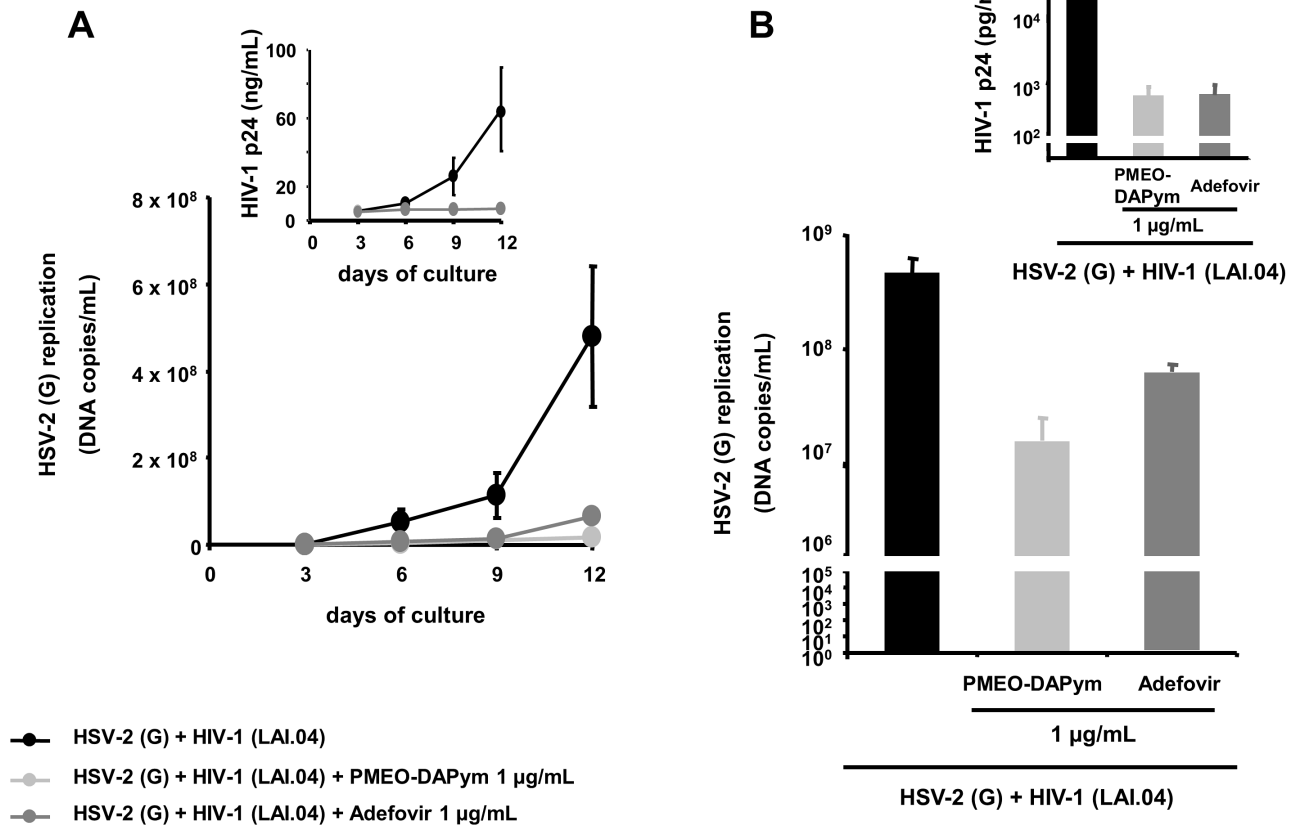 A
HIV-1 p24 (ng/mL)
100
60
20
0
0 3 6 9 12
days of culture
HSV-2 (G) replication
(DNA copies/mL)
8 x 10⁸
6 x 10⁸
4 x 10⁸
2 x 10⁸
0
0 3 6 9 12
days of culture
HSV-2 (G) + HIV-1 (LAI.04)
HSV-2 (G) + HIV-1 (LAI.04) + PMEO-DAPym 1 µg/mL
HSV-2 (G) + HIV-1 (LAI.04) + Adefovir 1 µg/mL
B
HIV-1 p24 (pg/m
10⁴
10³
10²
PMEO-
DAPym
Adefovir
1 µg/mL
HSV-2 (G) + HIV-1 (LAI.04)
HSV-2 (G) replication
(DNA copies/mL)
10⁹
10⁸
10⁷
10⁶
10⁵
10⁴
10³
10²
10¹
10⁰
PMEO-DAPym Adefovir
1 µg/mL
HSV-2 (G) + HIV-1 (LAI.04)